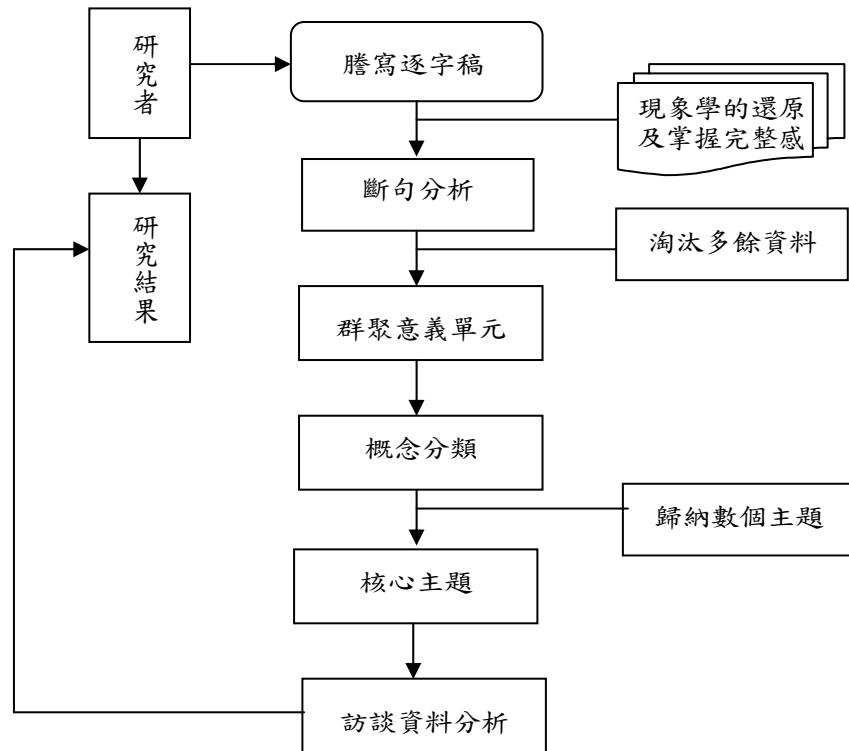 研究者
謄寫逐字稿
現象學的還原
及掌握完整感
斷句分析
研究結果
淘汰多餘資料
群聚意義單元
概念分類
歸納數個主題
核心主題
訪談資料分析